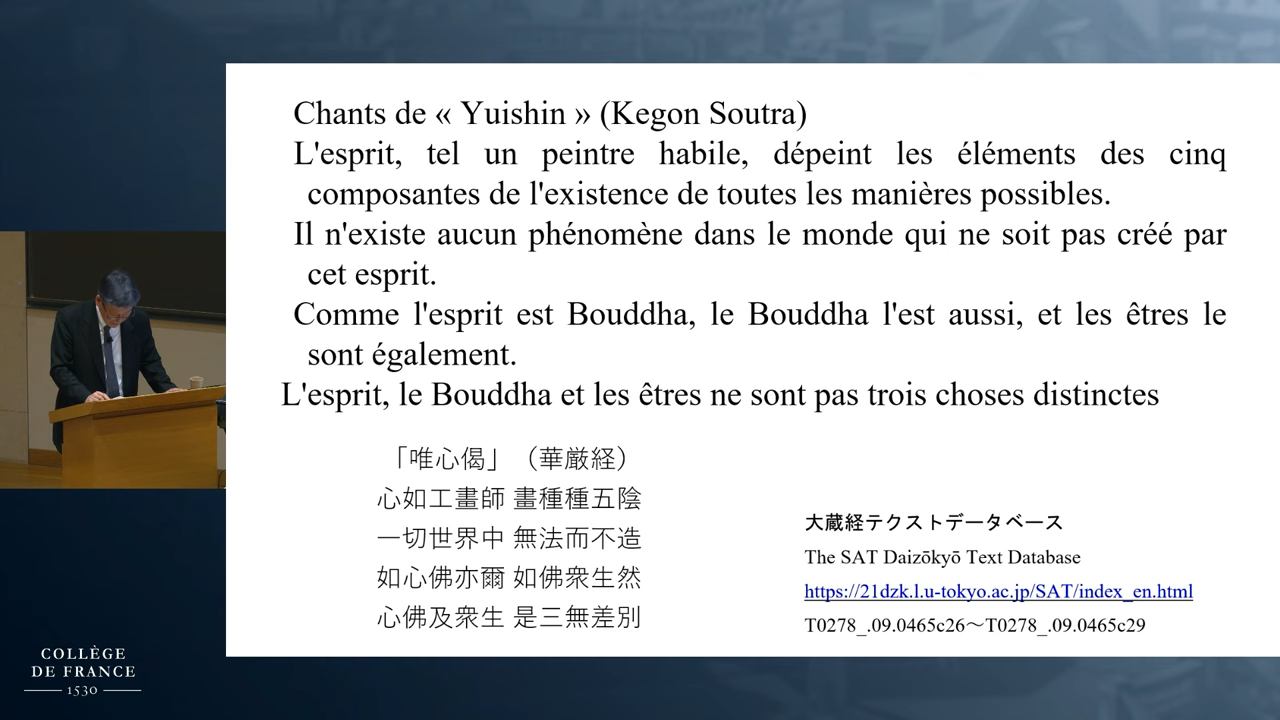 Chants de « Yuishin » (Kegon Soutra)
L'esprit, tel un peintre habile, dépeint les éléments des cinq
composantes de l'existence de toutes les manières possibles.
Il n'existe aucun phénomène dans le monde qui ne soit pas créé par
cet esprit.
Comme l'esprit est Bouddha, le Bouddha l'est aussi, et les êtres le
sont également.
L'esprit, le Bouddha et les êtres ne sont pas trois choses distinctes
「唯心偈」（華厳経）
心如工畫師 畫種種五陰
一切世界中 無法而不造
如心佛亦爾 如佛衆生然
心佛及衆生 是三無差別
大蔵経テクストデータベース
The SAT Daizōkyō Text Database
https://21dzk.l.u-tokyo.ac.jp/SAT/index_en.html
T0278_.09.0465c26～T0278_.09.0465c29
COLLÈGE
DE FRANCE
1530